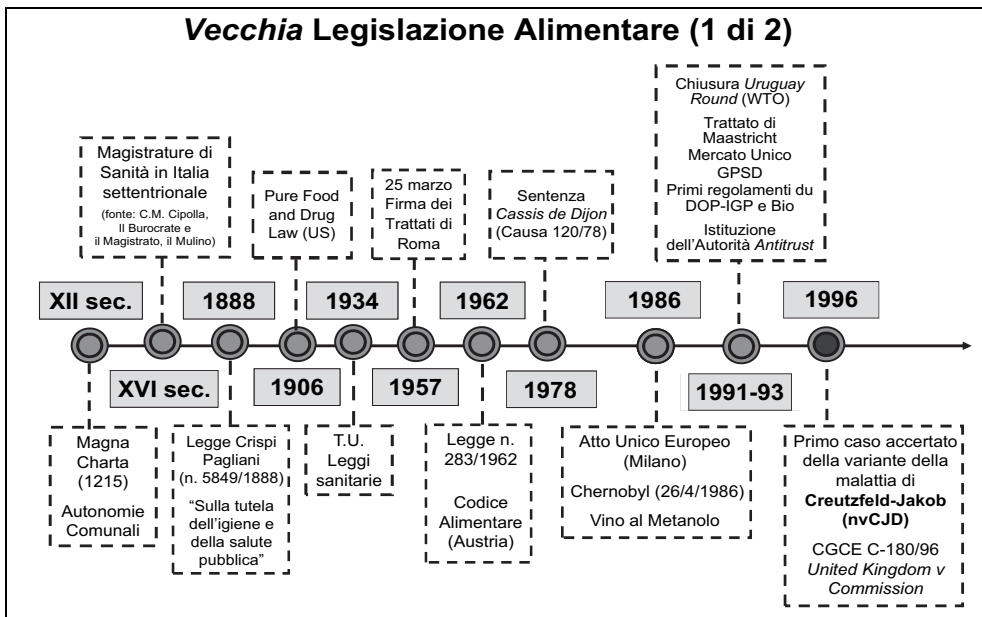 Vecchia Legislazione Alimentare (1 di 2)
Magistrature di
Sanità in Italia
settentrionale
(fonte: C.M. Cipolla,
Il Burocrate e
il Magistrato, il Mulino)
Pure Food
and Drug
Law (US)
25 marzo
Firma dei
Trattati di
Roma
Sentenza
Cassis de Dijon
(Causa 120/78)
Chiusura Uruguay
Round (WTO)
Trattato di
Maastricht
Mercato Unico
GPSD
Primi regolamenti du
DOP-IGP e Bio
Istituzione
dell'Autorità Antitrust
XII sec.
1888
1934
1962
1986
1996
XVI sec.
1906
1957
1978
1991-93
Magna
Charta
(1215)
Autonomie
Comunali
Legge Crispi
Pagliani
(n. 5849/1888)
“Sulla tutela
dell'igiene e
della salute
pubblica”
T.U.
Leggi
sanitarie
Legge n.
283/1962
Codice
Alimentare
(Austria)
Atto Unico Europeo
(Milano)
Chernobyl (26/4/1986)
Vino al Metanolo
Primo caso accertato
della variante della
malattia di
Creutzfeld-Jakob
(nvCJD)
CGCE C-180/96
United Kingdom v
Commission